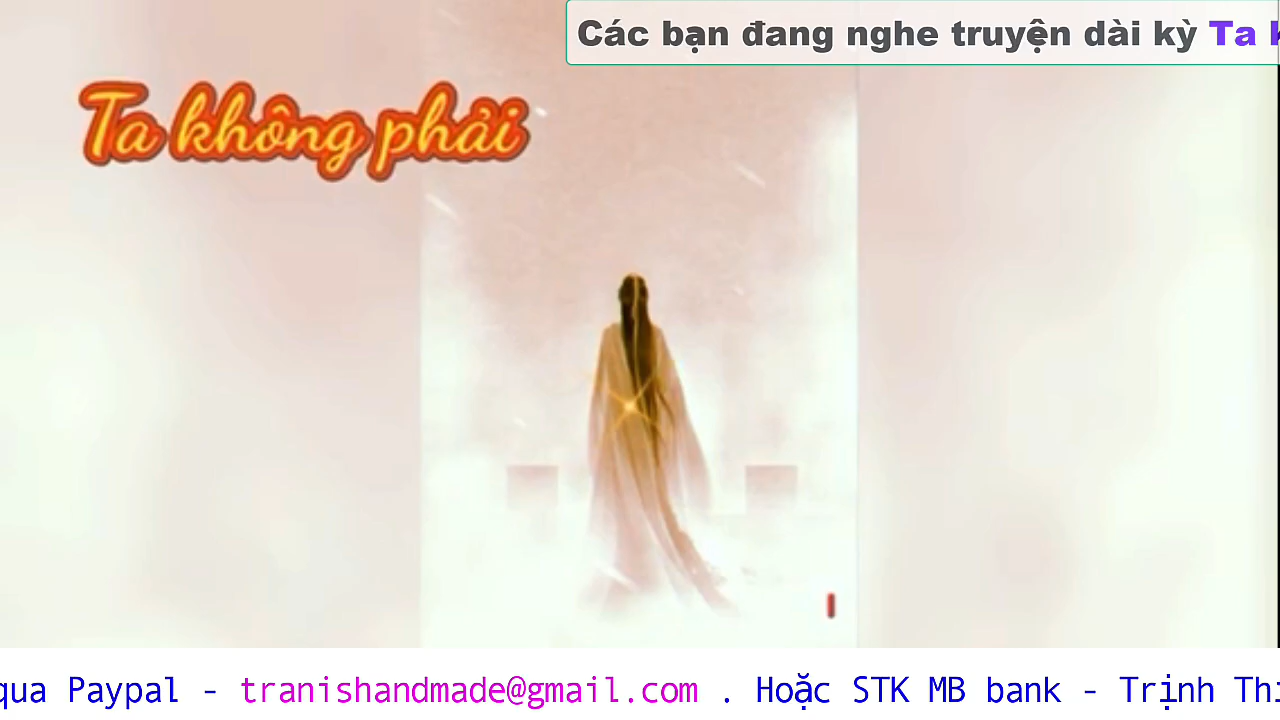 Các bạn đang nghe truyện dài kỳ Ta
Ta không phải
qua Paypal - tranishandmade@gmail.com . Hoặc STK MB bank - Trịnh